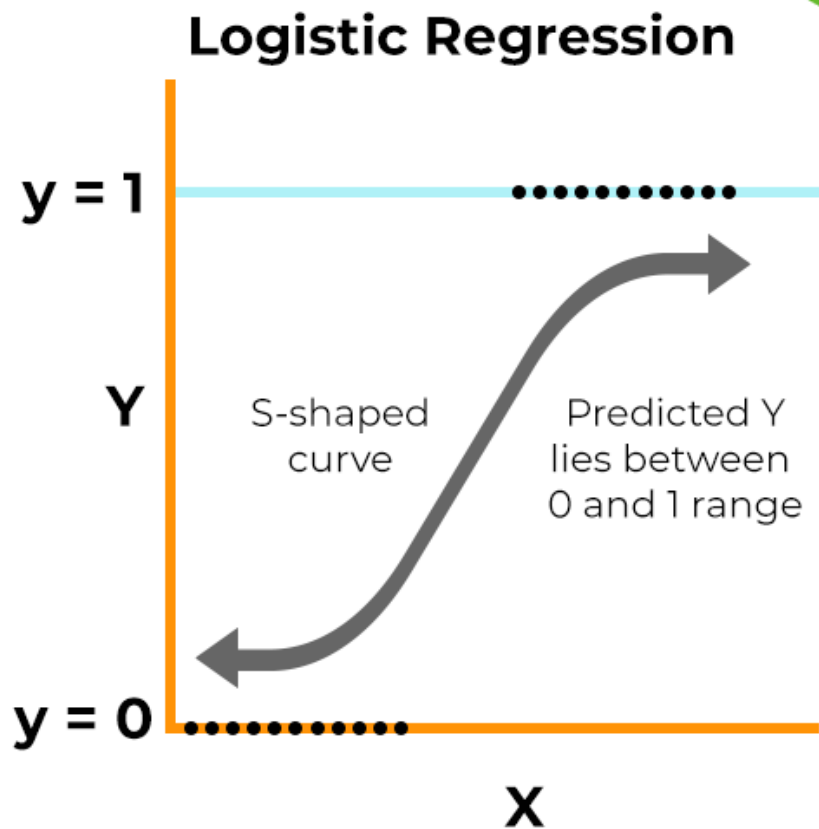 Logistic Regression
y = 1
Y
S-shaped
curve
Predicted Y
lies between
0 and 1 range
y = 0
X